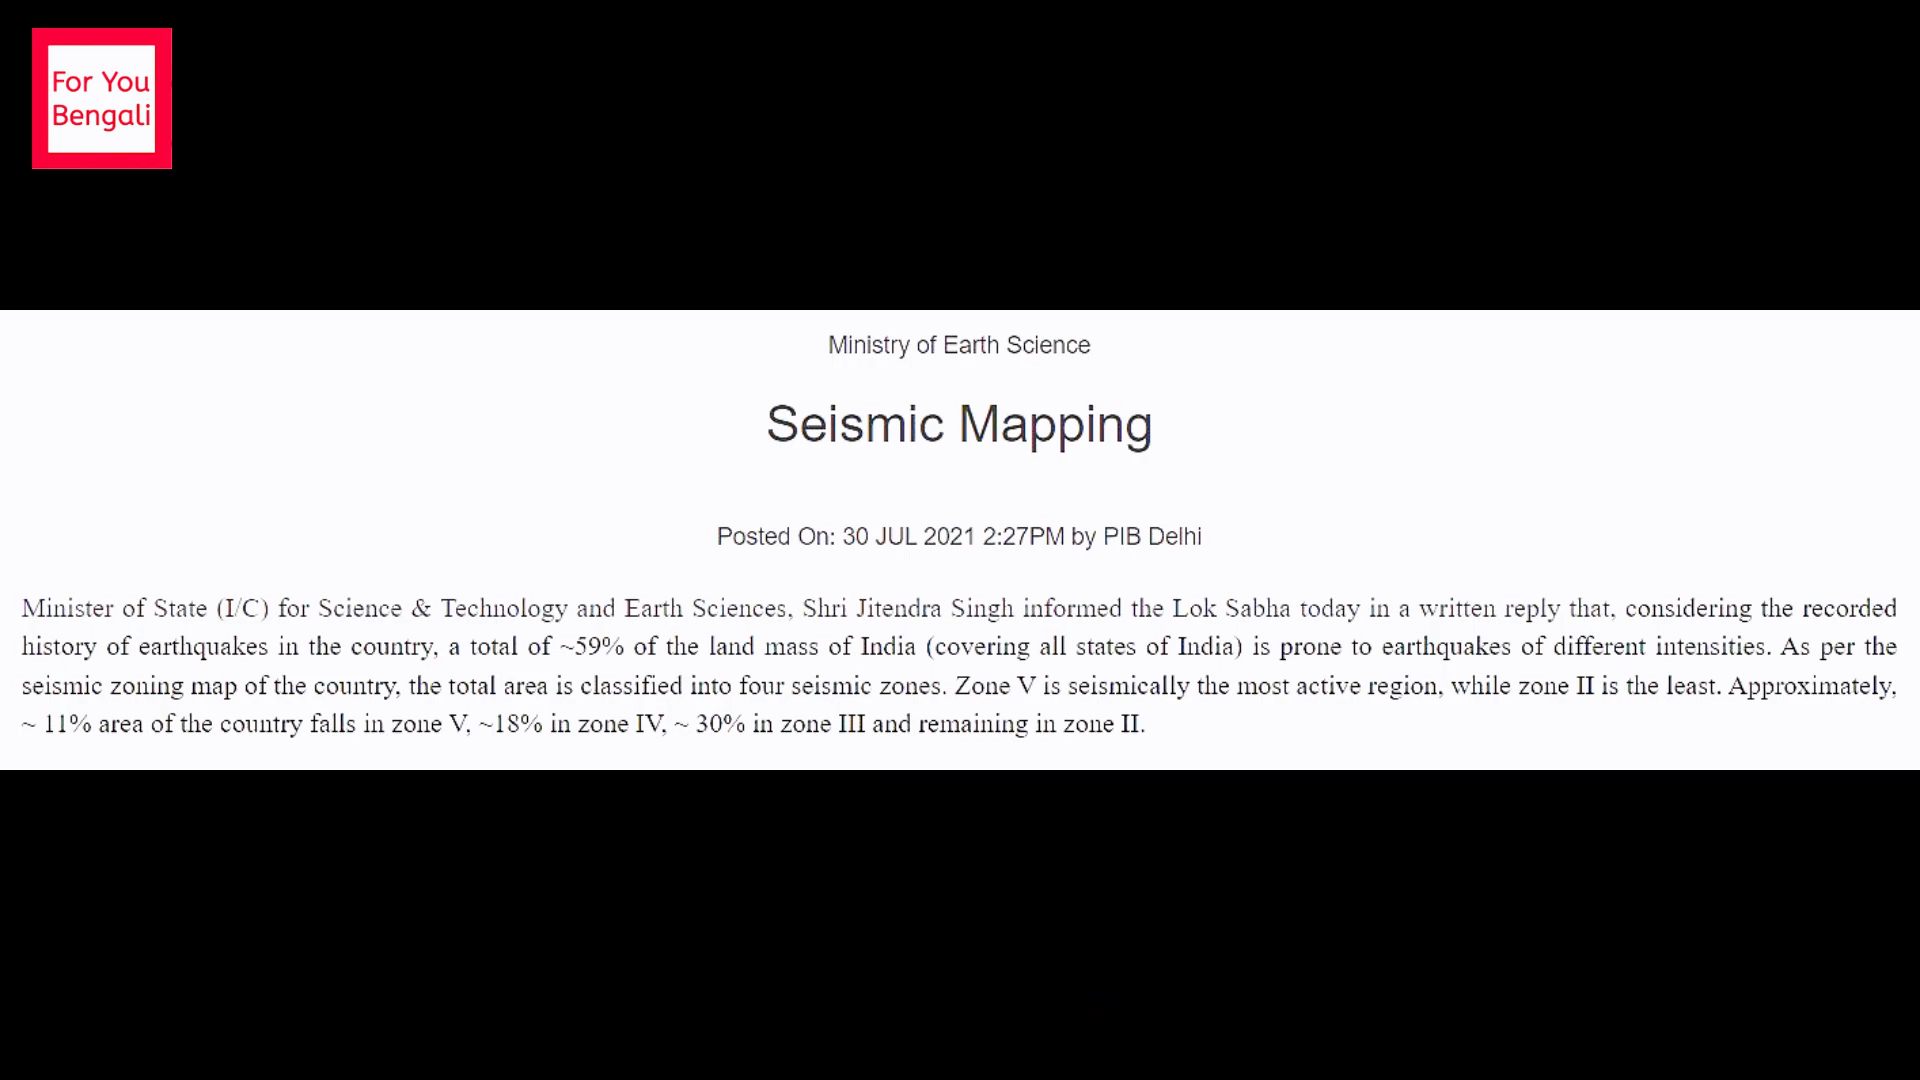 For You
Bengali
Ministry of Earth Science
Seismic Mapping
Posted On: 30 JUL 2021 2:27PM by PIB Delhi
Minister of State (I/C) for Science & Technology and Earth Sciences, Shri Jitendra Singh informed the Lok Sabha today in a written reply that, considering the recorded
history of earthquakes in the country, a total of ~59% of the land mass of India (covering all states of India) is prone to earthquakes of different intensities. As per the
seismic zoning map of the country, the total area is classified into four seismic zones. Zone V is seismically the most active region, while zone II is the least. Approximately,
~ 11% area of the country falls in zone V, ~18% in zone IV, ~ 30% in zone III and remaining in zone II.